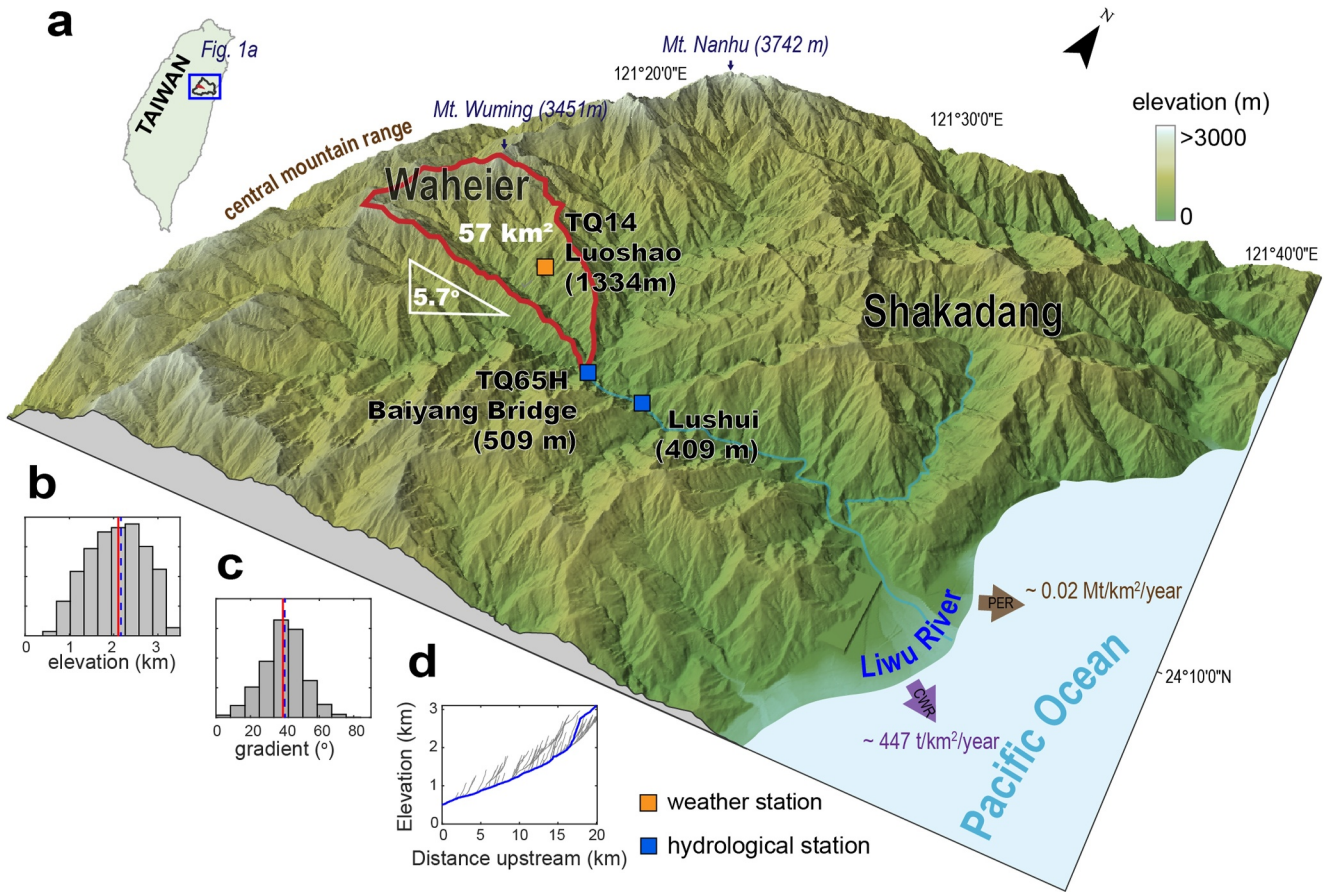 a
N
TAIWAN
Fig. 1a
Mt. Nanhu (3742 m)
121°20'0"E
Mt. Wuming (3451m)
central mountain range
121°30'0"E
elevation (m)
>3000
0
121°40'0"E
Waheier
57 km²
TQ14
Luoshao
(1334m)
5.7°
Shakadang
TQ65H
Baiyang Bridge
(509 m)
Lushui
(409 m)
b
0 1 2 3
elevation (km)
c
0 20 40 60 80
gradient (°)
d
Elevation (km)
3
2
1
0
0 5 10 15 20
Distance upstream (km)
PER
~ 0.02 Mt/km²/year
Liwu River
CWR
~ 447 t/km²/year
Pacific Ocean
24°10'0"N
weather station
hydrological station